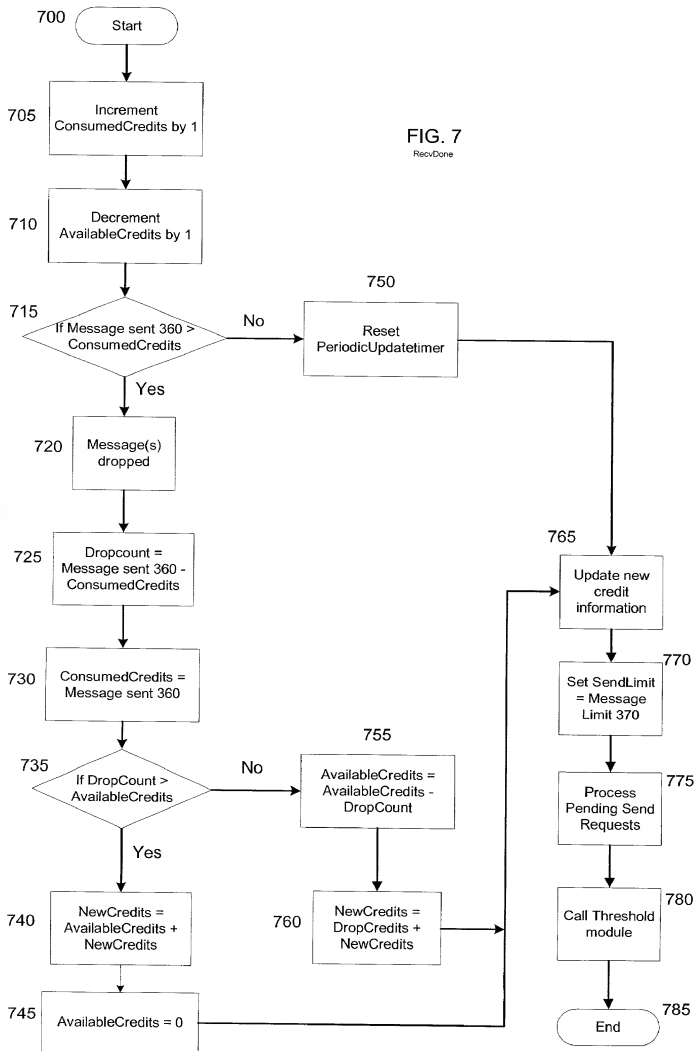 700
Start
705
Increment
ConsumedCredits by 1
FIG. 7
RecvDone
710
Decrement
AvailableCredits by 1
715
If Message sent 360 >
ConsumedCredits
No
750
Reset
PeriodicUpdatetimer
Yes
720
Message(s)
dropped
725
Dropcount =
Message sent 360 -
ConsumedCredits
765
Update new
credit
information
730
ConsumedCredits =
Message sent 360
770
Set SendLimit
= Message
Limit 370
735
If DropCount >
AvailableCredits
No
755
AvailableCredits =
AvailableCredits -
DropCount
775
Process
Pending Send
Requests
Yes
740
NewCredits =
AvailableCredits +
NewCredits
760
NewCredits =
DropCredits +
NewCredits
780
Call Threshold
module
745
AvailableCredits = 0
785
End